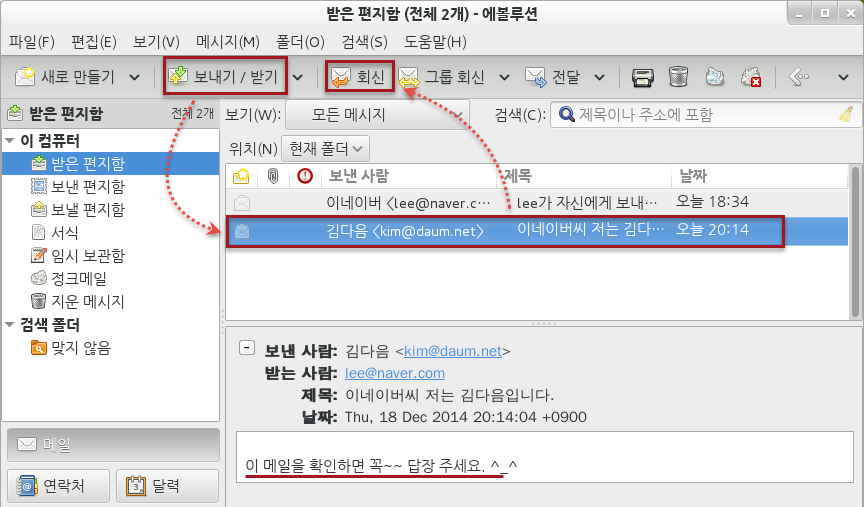 받은 편지함 (전체 2개) - 에볼루션
파일(F) 편집(E) 보기(V) 메시지(M) 폴더(O) 검색(S) 도움말(H)
새로 만들기 보내기 / 받기 회신 그룹 회신 전달
받은 편지함 전체 2개
보기(W): 모든 메시지 검색(C): 제목이나 주소에 포함
이 컴퓨터
받은 편지함
보낸 편지함
보낼 편지함
서식
임시 보관함
정크메일
지운 메시지
검색 폴더
맞지 않음
메일
연락처 달력
위치(N) 현재 폴더
보낸 사람 제목 날짜
이네이버 <lee@naver.c… lee가 자신에게 보내… 오늘 18:34
김다음 <kim@daum.net> 이네이버씨 저는 김다… 오늘 20:14
보낸 사람: 김다음 <kim@daum.net>
받는 사람: lee@naver.com
제목: 이네이버씨 저는 김다음입니다.
날짜: Thu, 18 Dec 2014 20:14:04 +0900
이 메일을 확인하면 꼭~~ 답장 주세요. ^_^